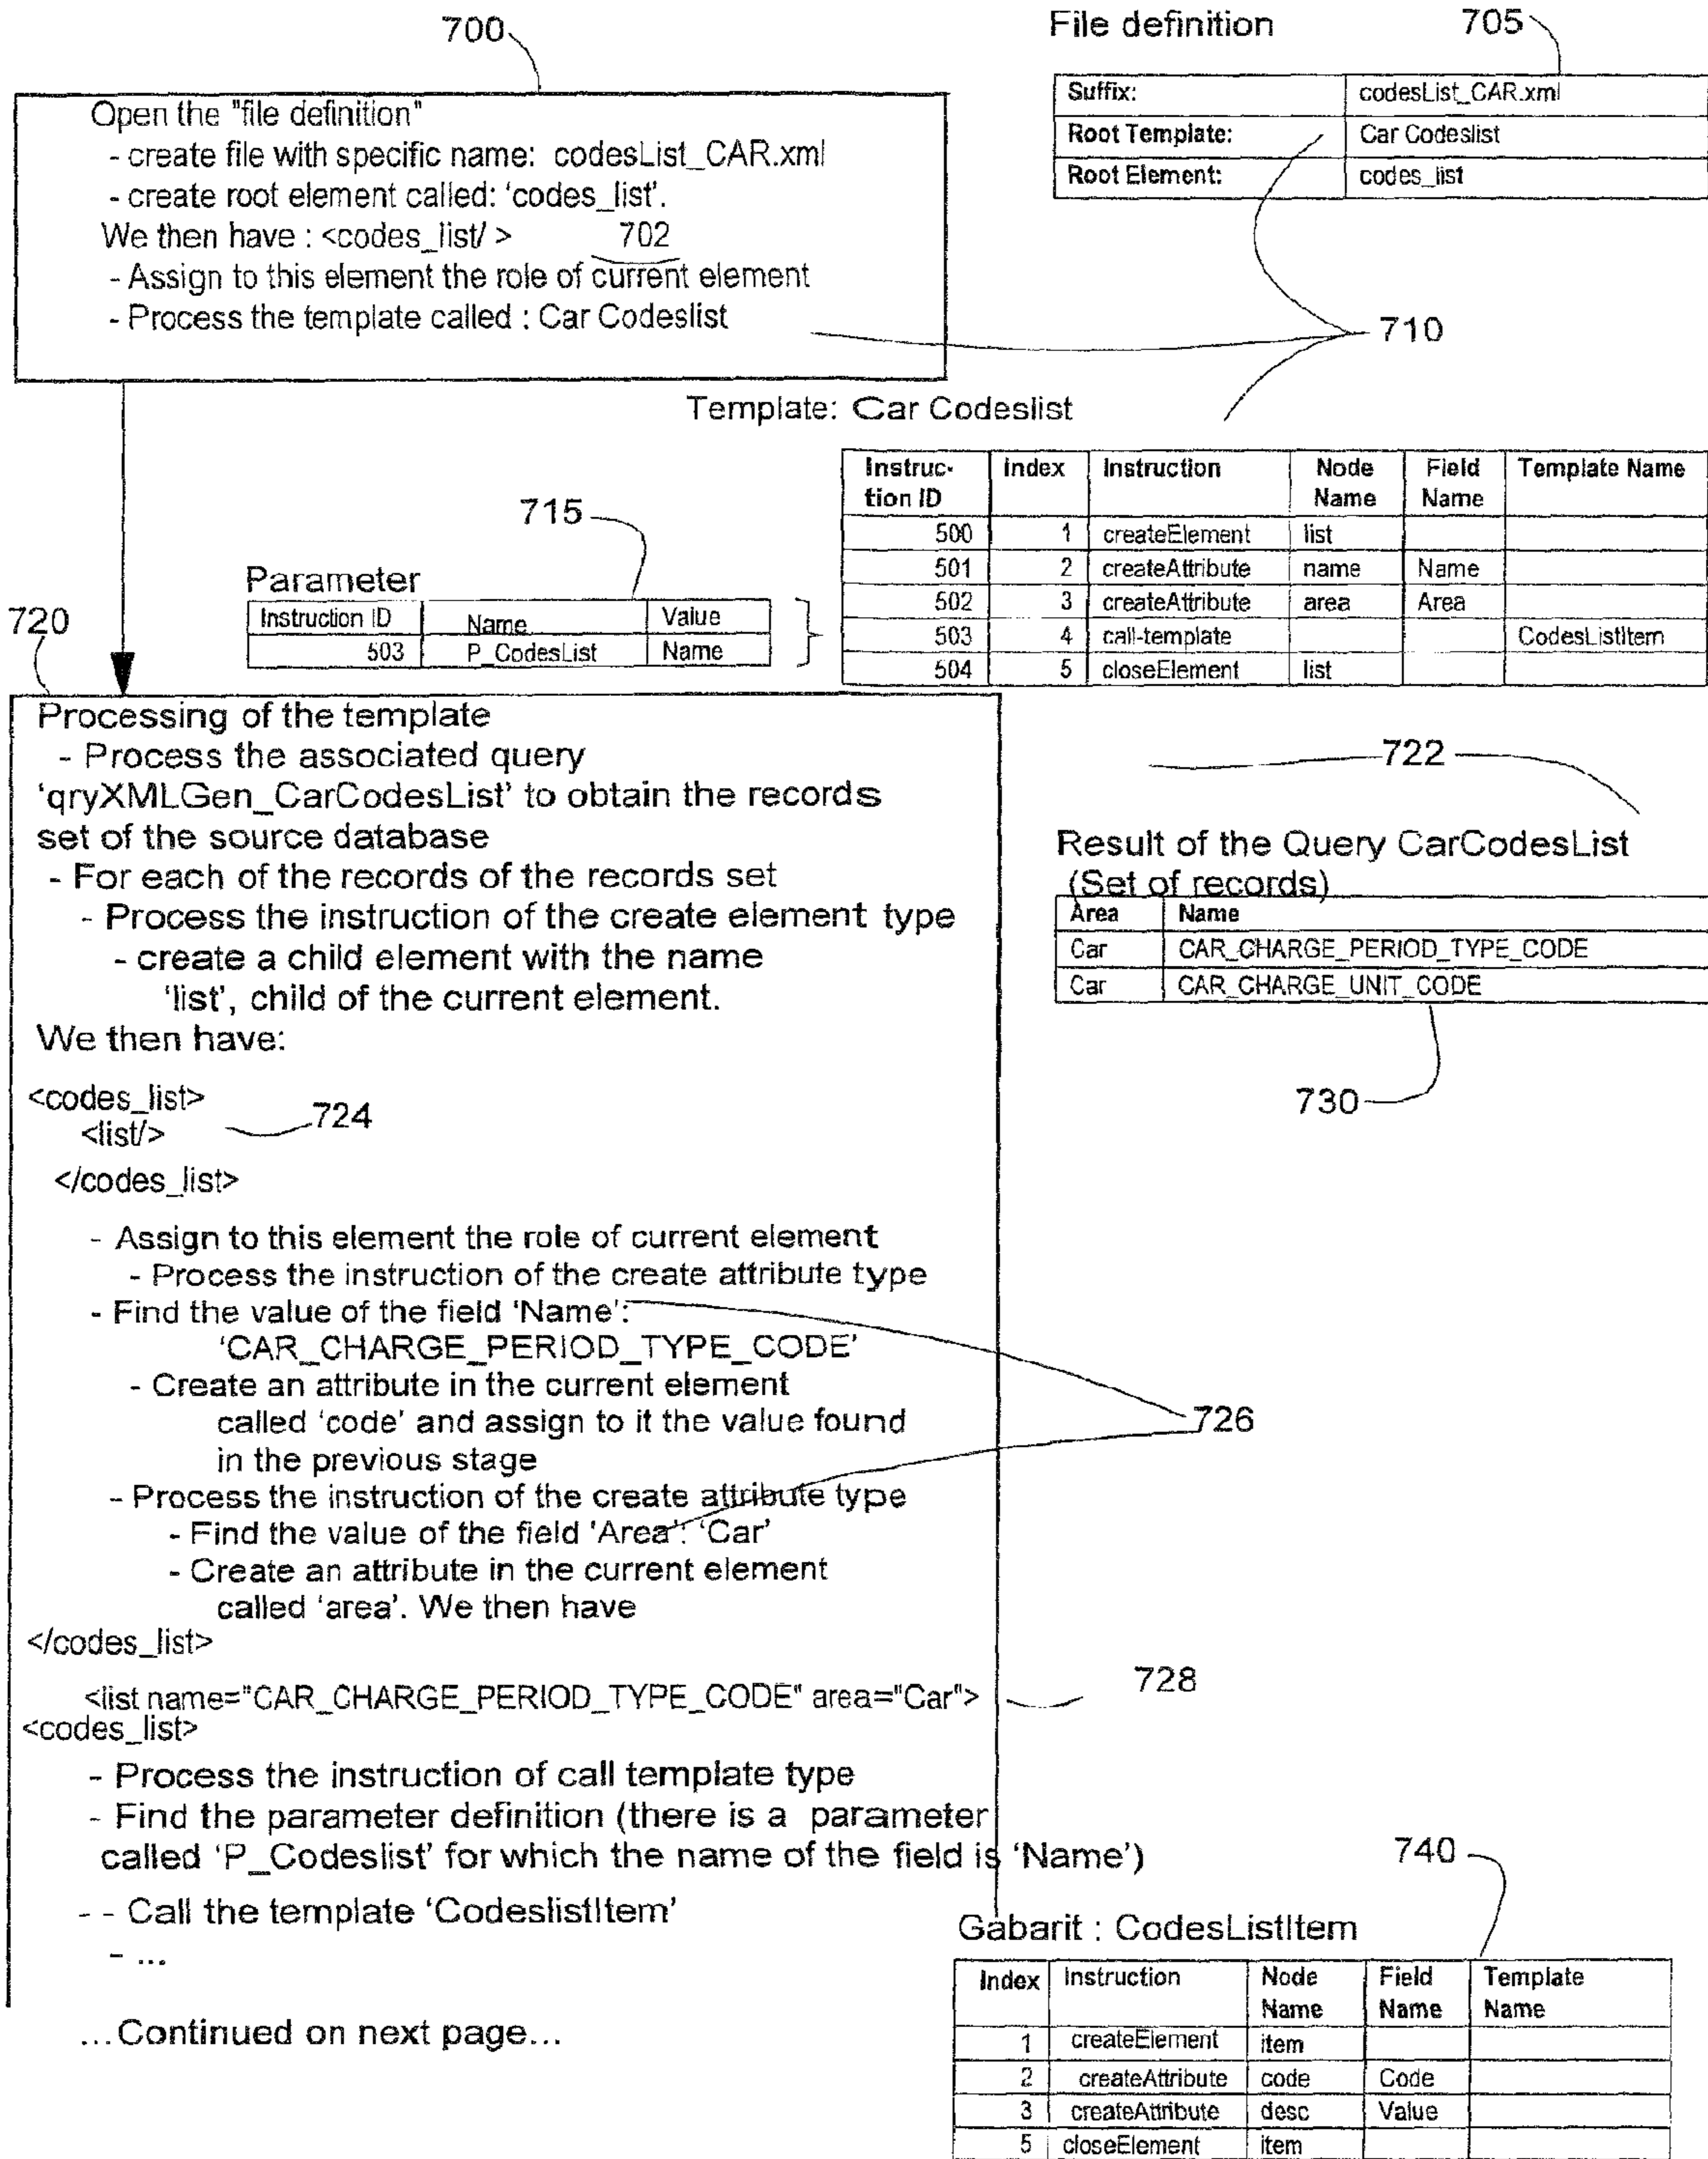 700
Open the "file definition"
- create file with specific name: codesList_CAR.xml
- create root element called: 'codes_list'.
We then have : <codes_list/ > 702
- Assign to this element the role of current element
- Process the template called : Car Codeslist
File definition 705
Suffix: codesList_CAR.xml
Root Template: Car Codeslist
Root Element: codes_list
710
Template: Car Codeslist
Instruc- Index Instruction Node Field Template Name
tion ID Name Name
500 1 createElement list
501 2 createAttribute name Name
502 3 createAttribute area Area
503 4 call-template CodesListItem
504 5 closeElement list
715
Parameter
Instruction ID Name Value
503 P_CodesList Name
720
Processing of the template
- Process the associated query
'qryXMLGen_CarCodesList' to obtain the records
set of the source database
- For each of the records of the records set
- Process the instruction of the create element type
- create a child element with the name
'list', child of the current element.
We then have:
<codes_list>
<list/> 724
</codes_list>
- Assign to this element the role of current element
- Process the instruction of the create attribute type
- Find the value of the field 'Name':
'CAR_CHARGE_PERIOD_TYPE_CODE'
- Create an attribute in the current element
called 'code' and assign to it the value found
in the previous stage
726
- Process the instruction of the create attribute type
- Find the value of the field 'Area': 'Car'
- Create an attribute in the current element
called 'area'. We then have
</codes_list>
<list name="CAR_CHARGE_PERIOD_TYPE_CODE" area="Car"> 728
<codes_list>
- Process the instruction of call template type
- Find the parameter definition (there is a parameter
called 'P_Codeslist' for which the name of the field is 'Name')
- - Call the template 'CodeslistItem'
- ...
...Continued on next page...
722
Result of the Query CarCodesList
(Set of records)
Area Name
Car CAR_CHARGE_PERIOD_TYPE_CODE
Car CAR_CHARGE_UNIT_CODE
730
740
Gabarit : CodesListItem
Index Instruction Node Field Template
Name Name Name
1 createElement item
2 createAttribute code Code
3 createAttribute desc Value
5 closeElement item